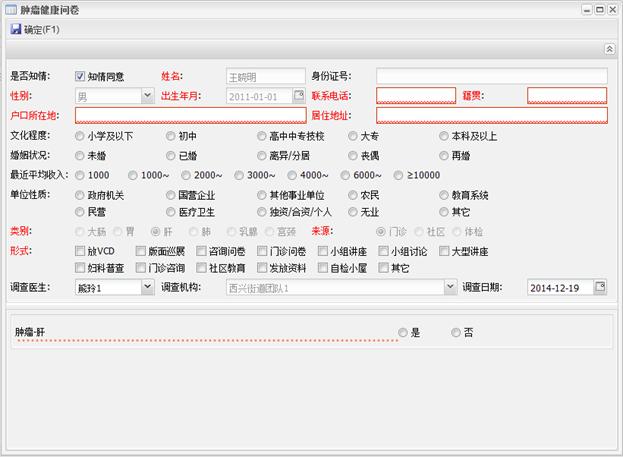 肿瘤健康问卷
确定(F1)
是否知情: 知情同意 姓名: 王晓明 身份证号:
性别: 男 出生年月: 2011-01-01 联系电话: 籍贯:
户口所在地: 居住地址:
文化程度: 小学及以下 初中 高中中专技校 大专 本科及以上
婚姻状况: 未婚 已婚 离异/分居 丧偶 再婚
最近平均收入: 1000 1000~ 2000~ 3000~ 4000~ 6000~ ≥10000
单位性质: 政府机关 国营企业 其他事业单位 农民 教育系统
民营 医疗卫生 独资/合资/个人 无业 其它
类别: 大肠 胃 肝 肺 乳腺 宫颈 来源: 门诊 社区 体检
形式: 放VCD 版面巡展 咨询问卷 门诊问卷 小组讲座 小组讨论 大型讲座
妇科普查 门诊咨询 社区教育 发放资料 自检小屋 其它
调查医生: 熊玲1 调查机构: 西兴街道团队1 调查日期: 2014-12-19
肿瘤-肝 是 否